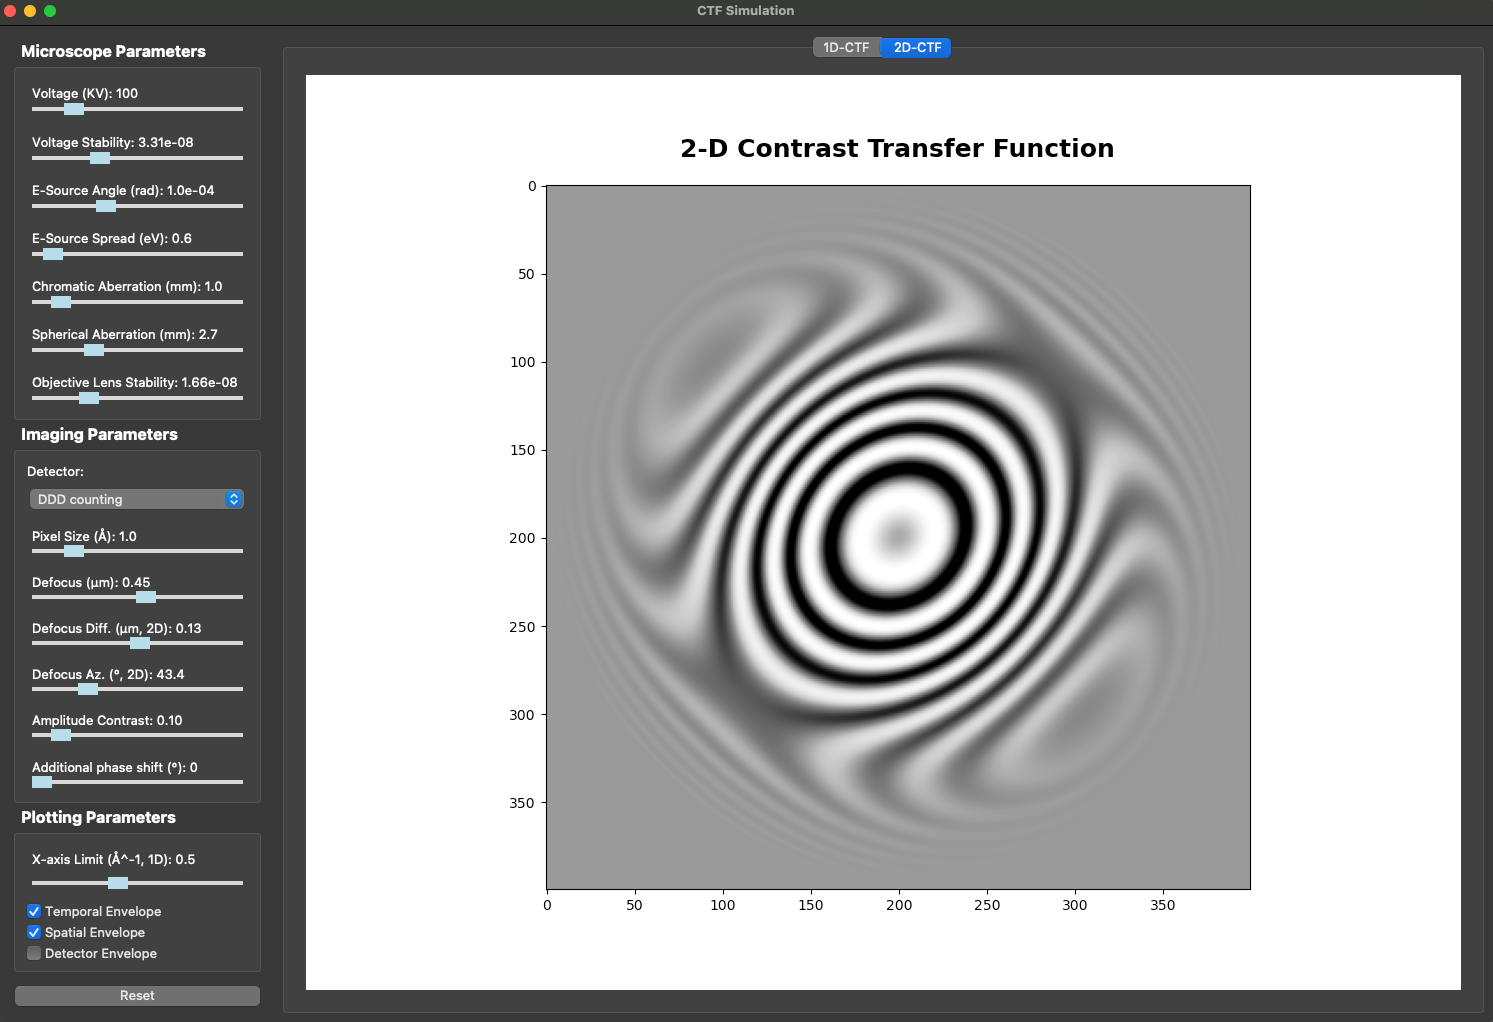 CTF Simulation
Microscope Parameters
Voltage (KV): 100
Voltage Stability: 3.31e-08
E-Source Angle (rad): 1.0e-04
E-Source Spread (eV): 0.6
Chromatic Aberration (mm): 1.0
Spherical Aberration (mm): 2.7
Objective Lens Stability: 1.66e-08
Imaging Parameters
Detector:
DDD counting
Pixel Size (Å): 1.0
Defocus (µm): 0.45
Defocus Diff. (µm, 2D): 0.13
Defocus Az. (°, 2D): 43.4
Amplitude Contrast: 0.10
Additional phase shift (°): 0
Plotting Parameters
X-axis Limit (Å^-1, 1D): 0.5
Temporal Envelope
Spatial Envelope
Detector Envelope
Reset
1D-CTF 2D-CTF
2-D Contrast Transfer Function
0
50
100
150
200
250
300
350
0 50 100 150 200 250 300 350